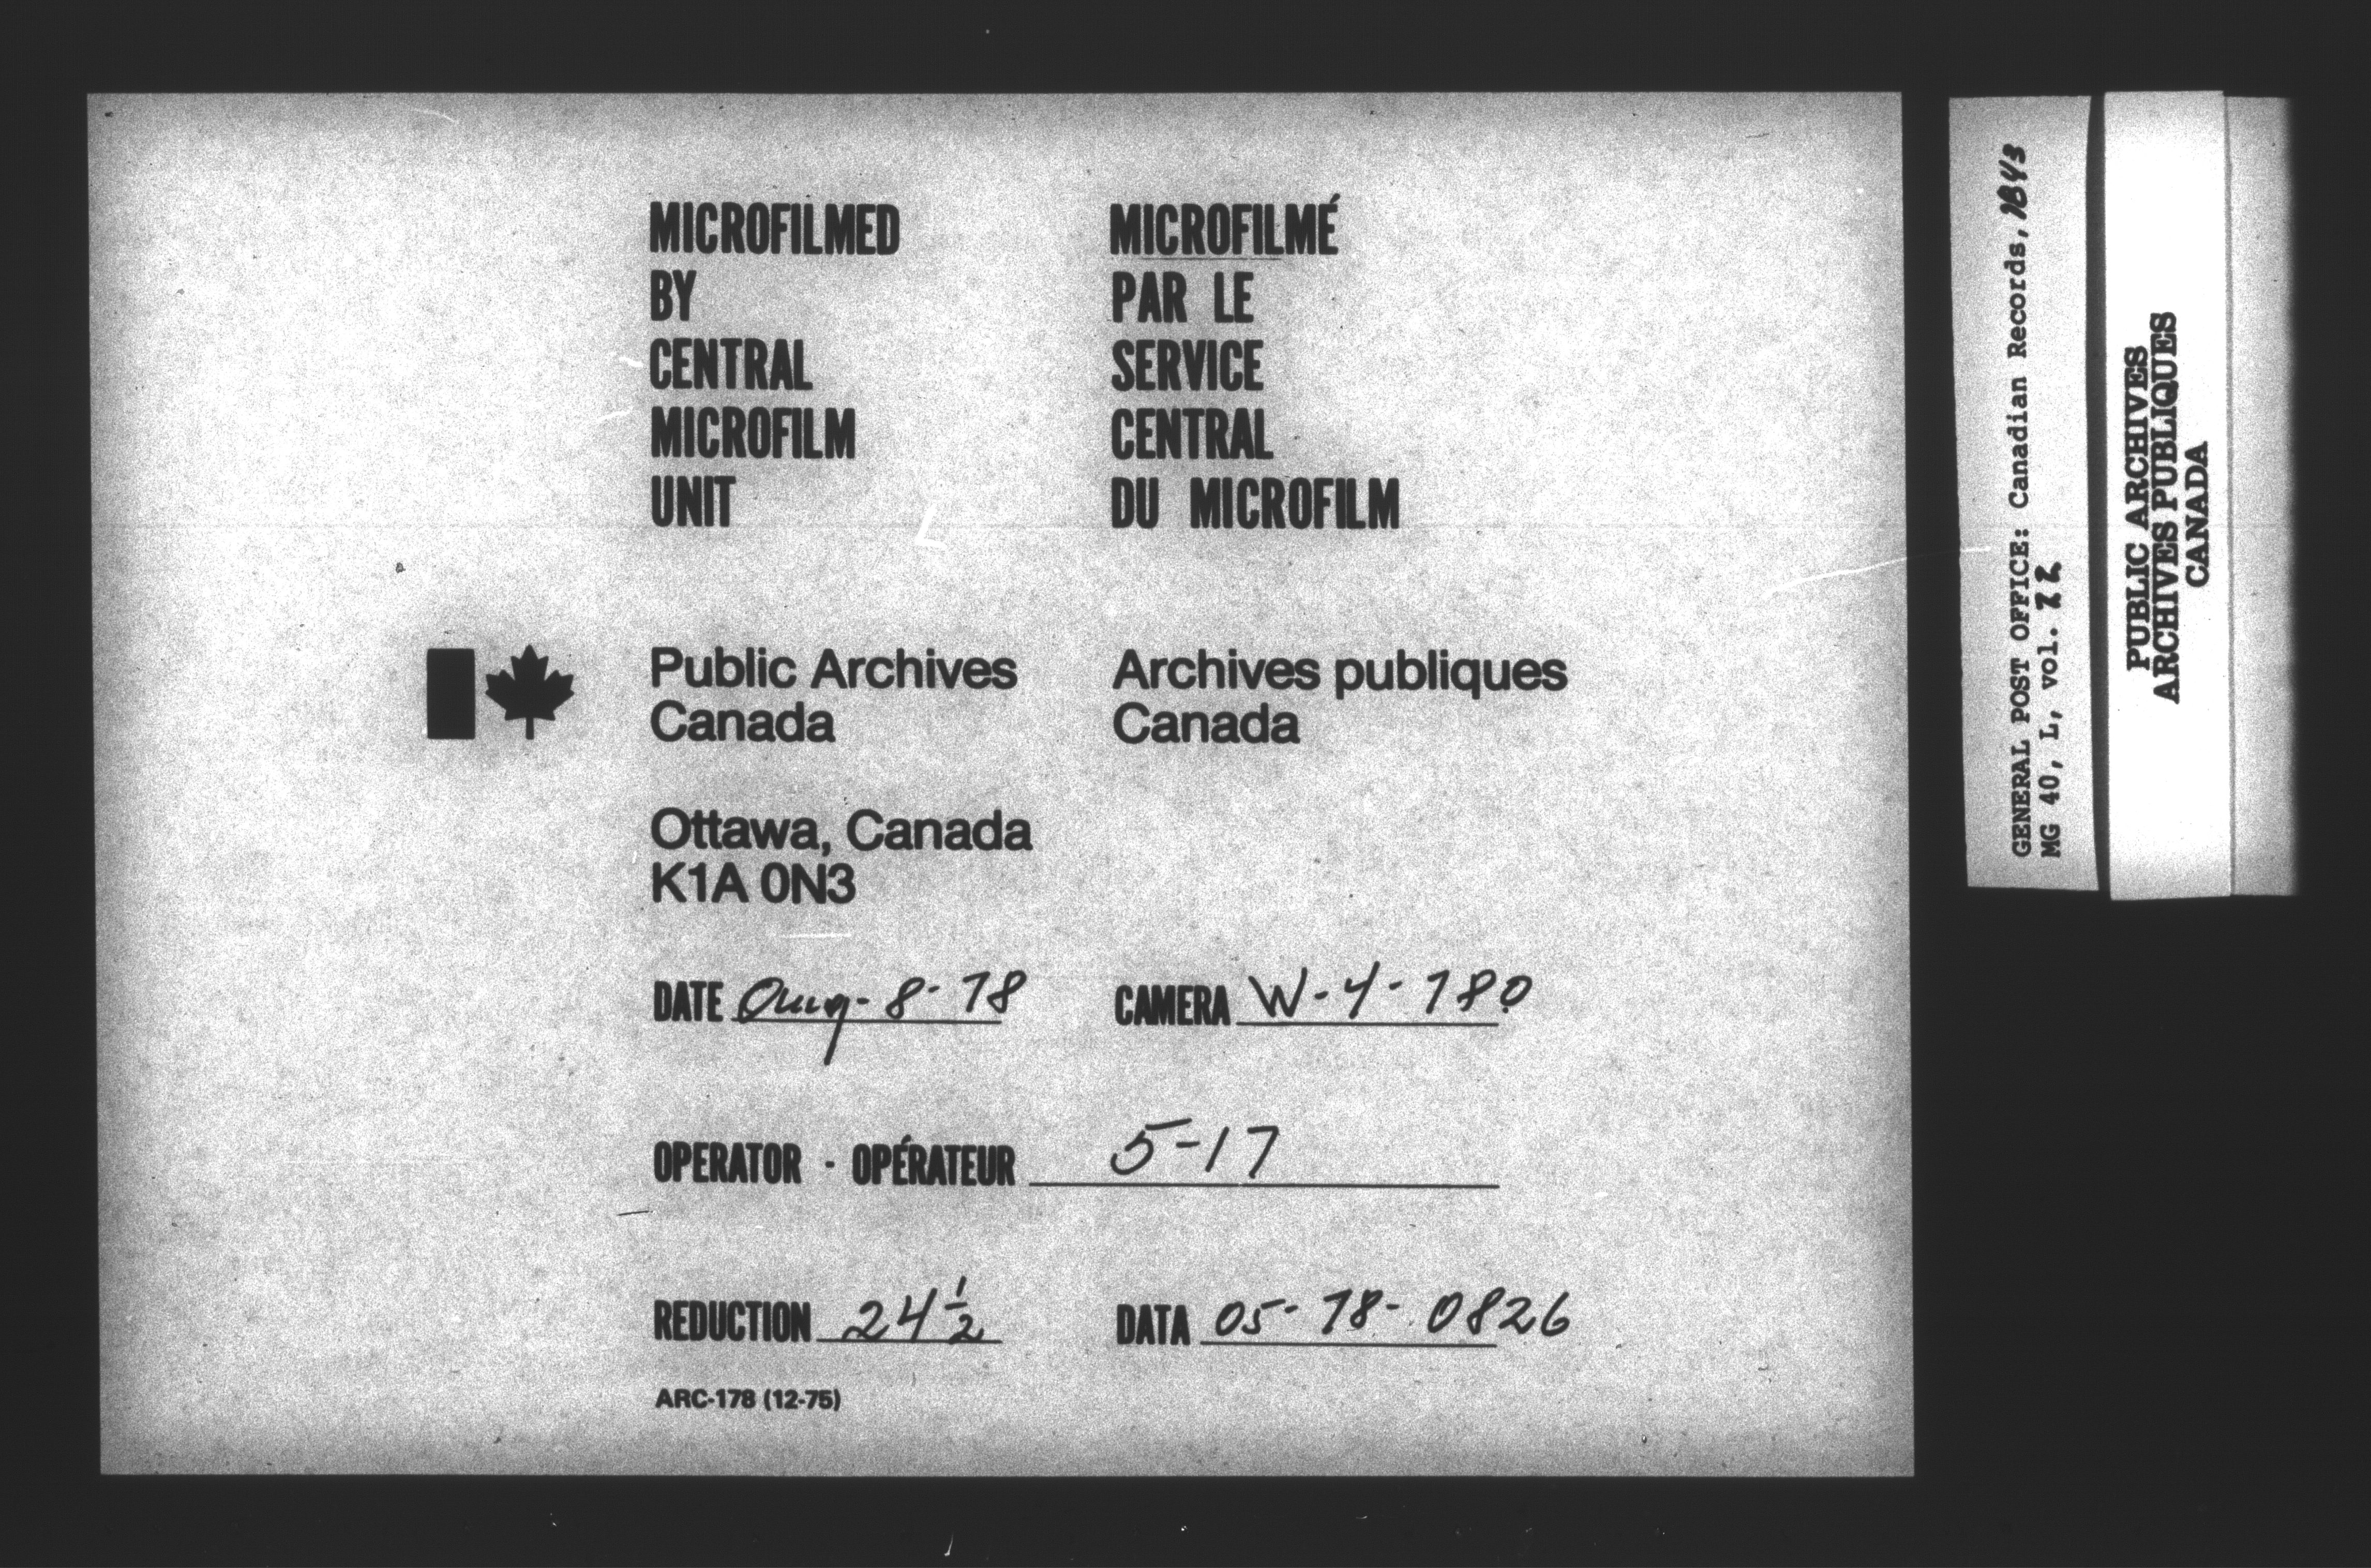 MICROFILMED
BY
CENTRAL
MICROFILM
UNIT
MICROFILMÉ
PAR LE
SERVICE
CENTRAL
DU MICROFILM
Public Archives
Canada
Archives publiques
Canada
Ottawa, Canada
K1A 0N3
DATE Aug- 8- 78
CAMERA W-4-780
OPERATOR - OPÉRATEUR 5-17
REDUCTION 24 1/2
DATA 05-78-0826
ARC-178 (12-75)
GENERAL POST OFFICE: Canadian Records, 1843
MG 40, L, vol.
PUBLIC ARCHIVES
ARCHIVES PUBLIQUES
CANADA